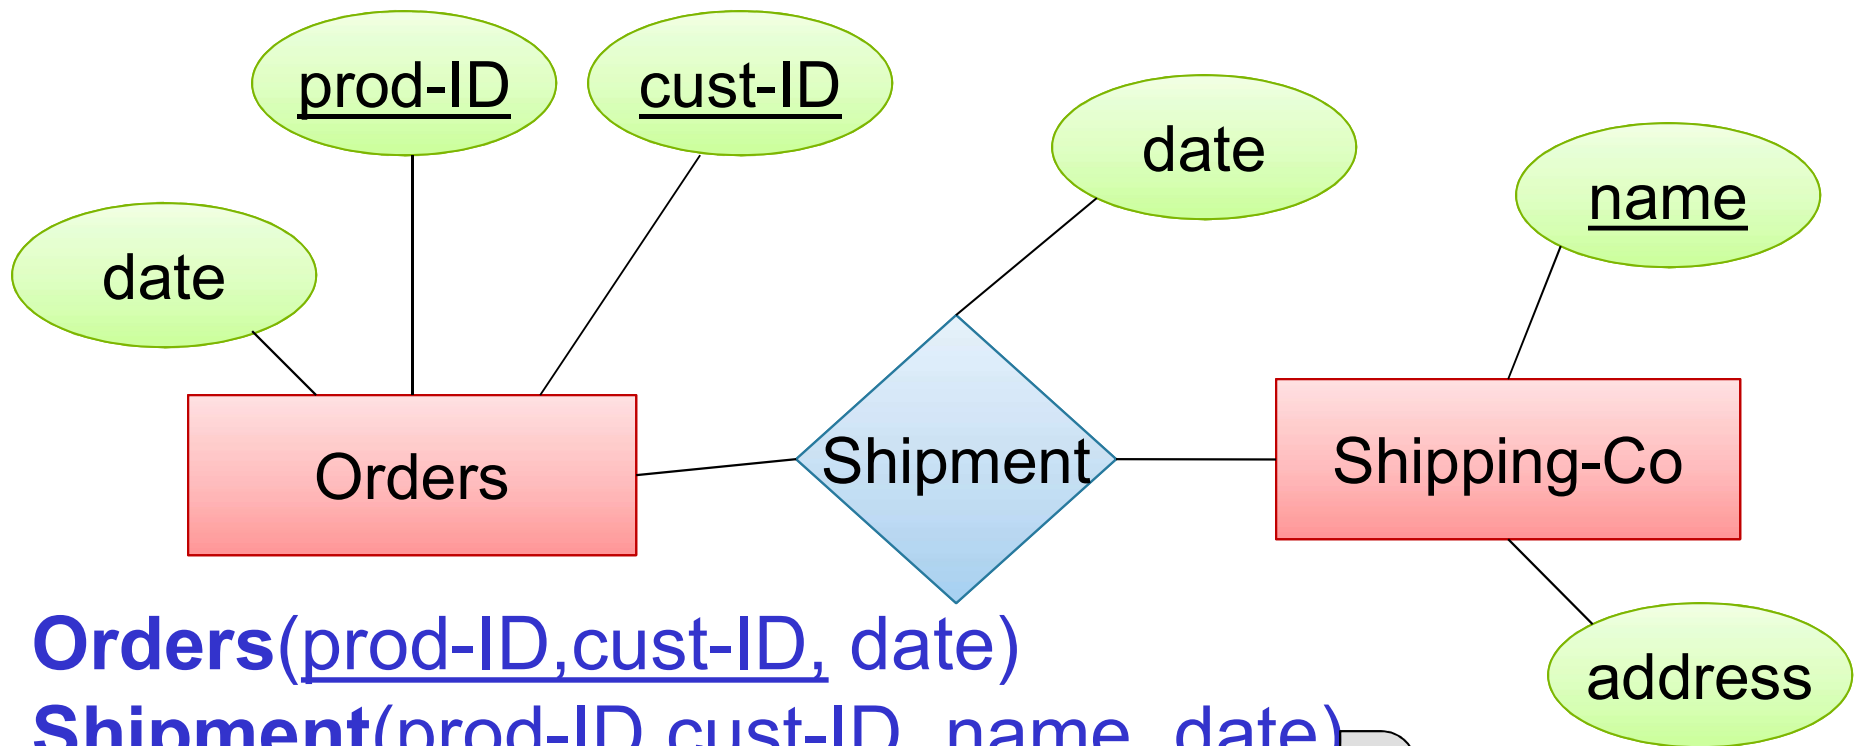 prod-ID
cust-ID
date
name
date
Orders
Shipment
Shipping-Co
Orders(prod-ID,cust-ID, date)
address
Shipment(prod-ID,cust-ID, name, date)